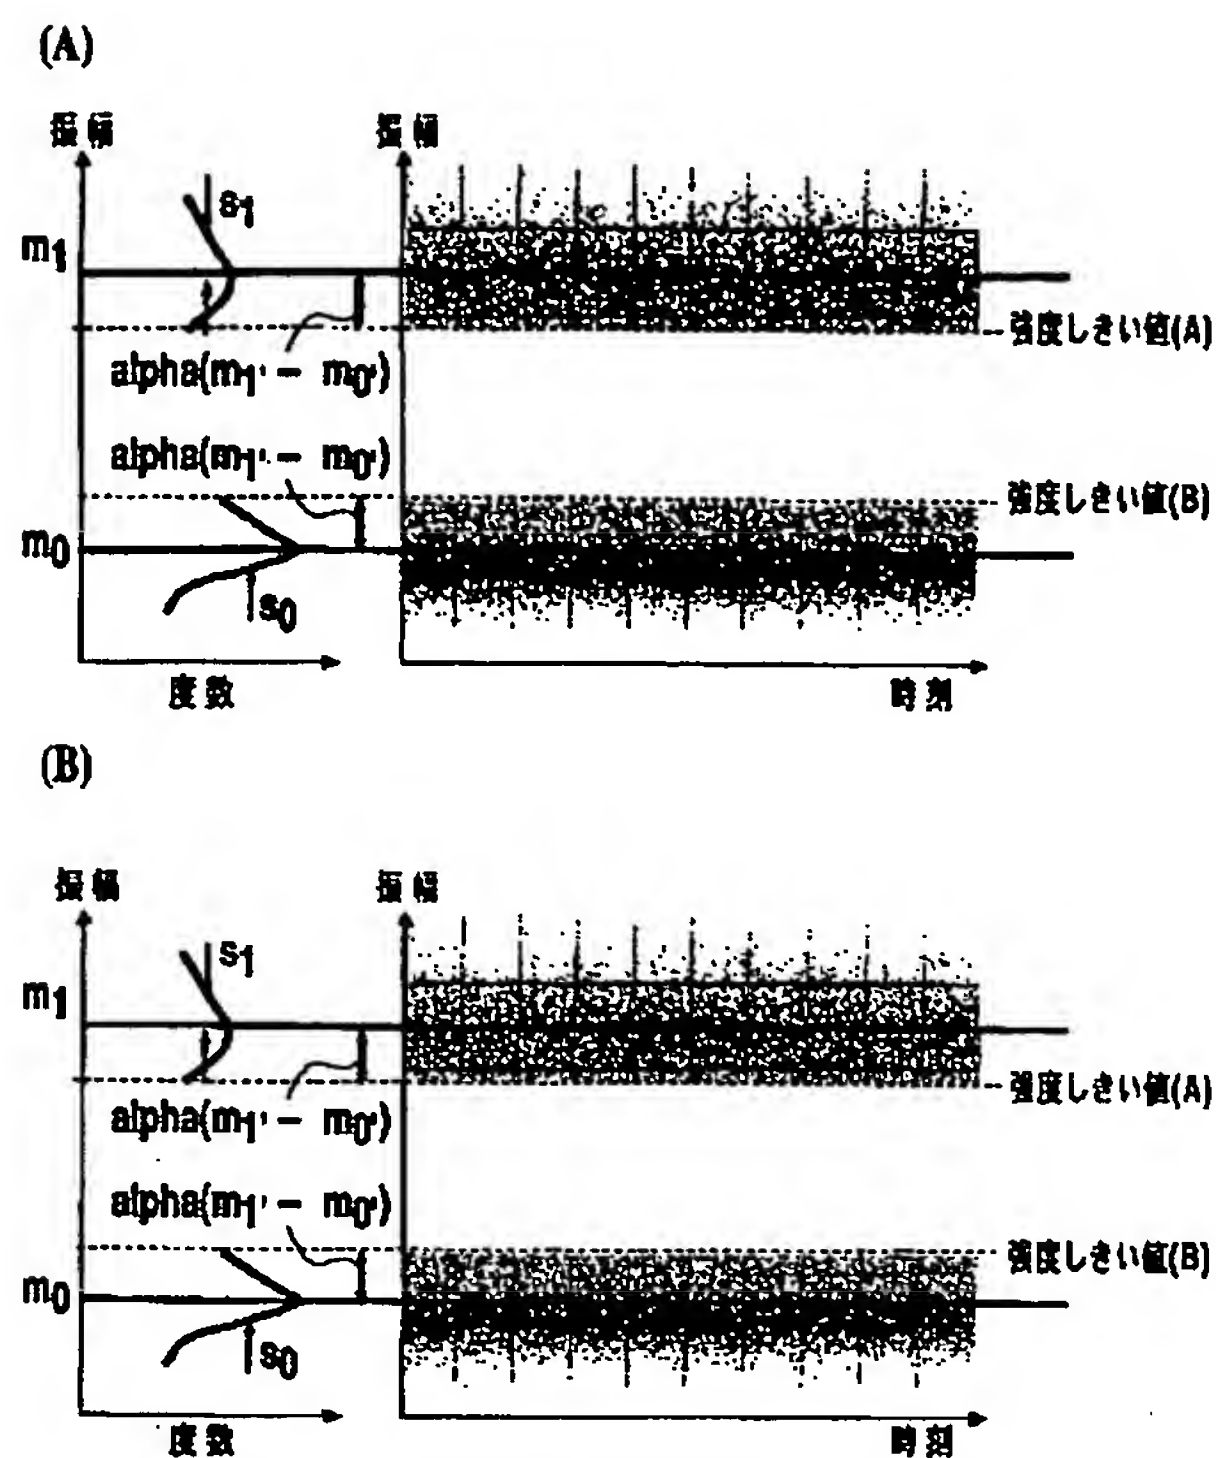 (A)
振幅 振幅
s1
m1
強度しきい値(A)
alpha(m1' - m0')
alpha(m1' - m0')
強度しきい値(B)
m0
s0
度数 時刻
(B)
振幅 振幅
s1
m1
強度しきい値(A)
alpha(m1' - m0')
alpha(m1' - m0')
強度しきい値(B)
m0
s0
度数 時刻